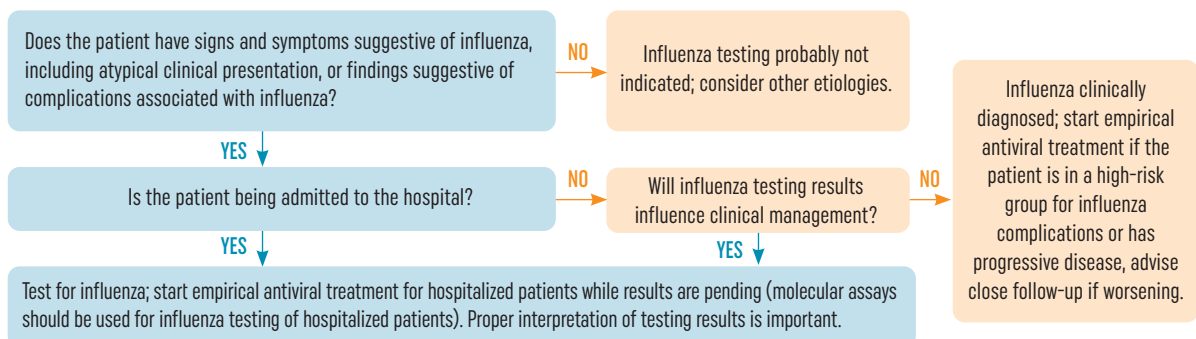 Does the patient have signs and symptoms suggestive of influenza,
including atypical clinical presentation, or findings suggestive of
complications associated with influenza?
NO
Influenza testing probably not
indicated; consider other etiologies.
YES
Is the patient being admitted to the hospital?
NO
Will influenza testing results
influence clinical management?
NO
Influenza clinically
diagnosed; start empirical
antiviral treatment if the
patient is in a high-risk
group for influenza
complications or has
progressive disease, advise
close follow-up if worsening.
YES
YES
Test for influenza; start empirical antiviral treatment for hospitalized patients while results are pending (molecular assays
should be used for influenza testing of hospitalized patients). Proper interpretation of testing results is important.